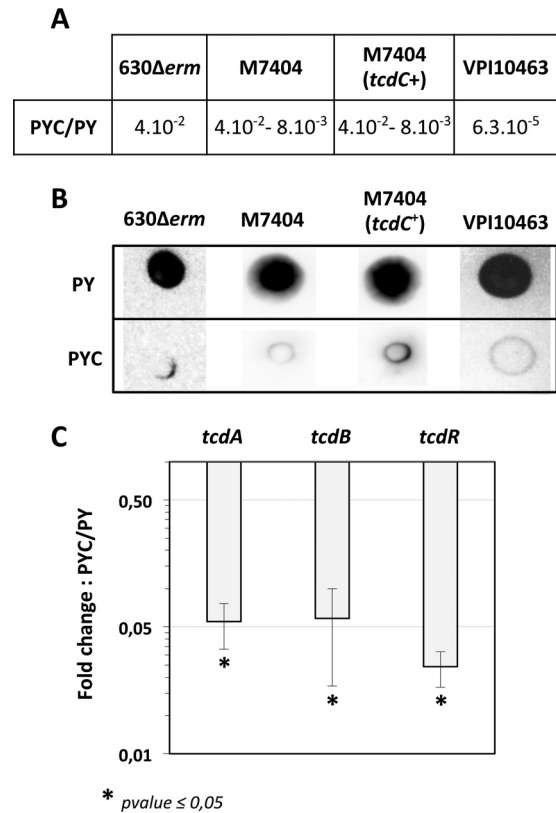 A
630Δerm M7404 M7404 (tcdC+) VPI10463
PYC/PY 4.10⁻² 4.10⁻²- 8.10⁻³ 4.10⁻²- 8.10⁻³ 6.3.10⁻⁵
B
630Δerm M7404 M7404 (tcdC⁺) VPI10463
PY
PYC
C
tcdA tcdB tcdR
Fold change : PYC/PY
0,50
0,05
0,01
*
*
*
* pvalue ≤ 0,05